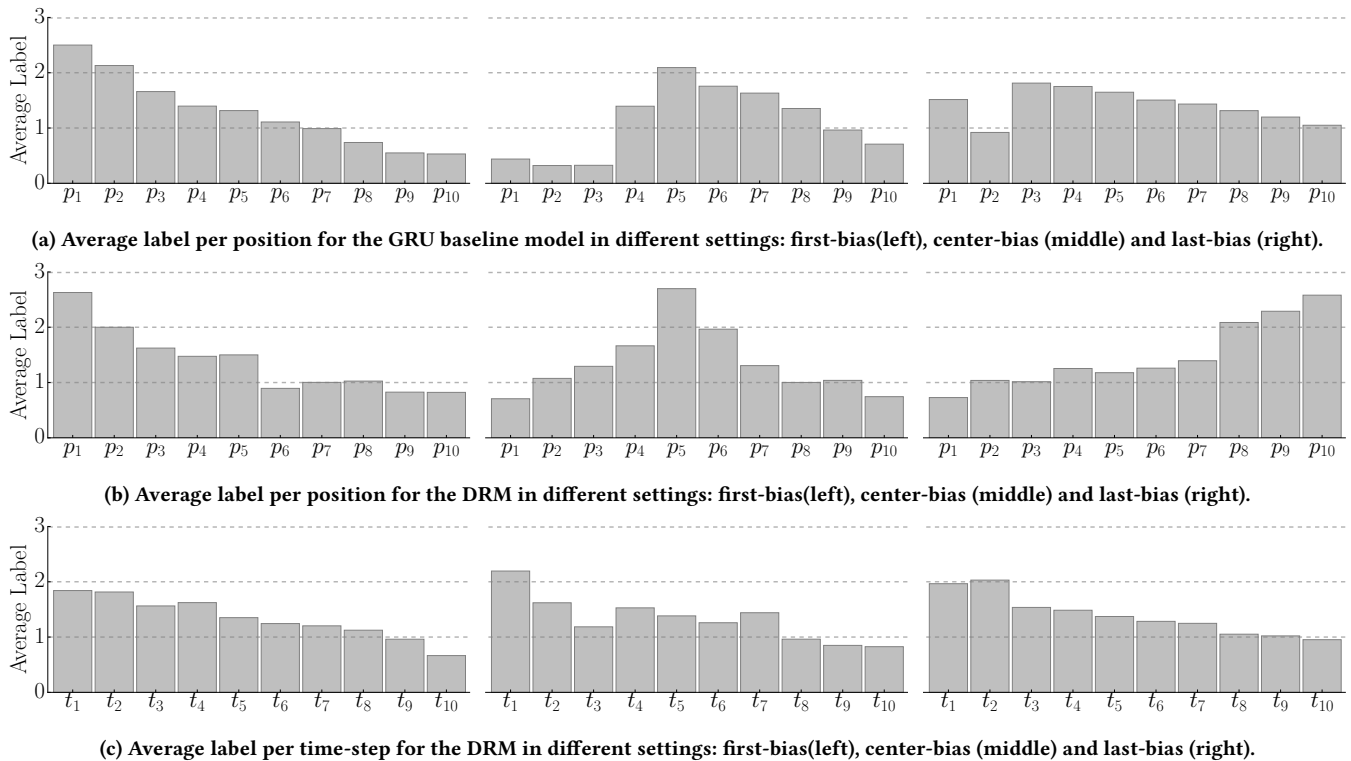 3
2
1
0
Average Label
p1 p2 p3 p4 p5 p6 p7 p8 p9 p10 p1 p2 p3 p4 p5 p6 p7 p8 p9 p10 p1 p2 p3 p4 p5 p6 p7 p8 p9 p10
(a) Average label per position for the GRU baseline model in different settings: first-bias(left), center-bias (middle) and last-bias (right).
3
2
1
0
Average Label
p1 p2 p3 p4 p5 p6 p7 p8 p9 p10 p1 p2 p3 p4 p5 p6 p7 p8 p9 p10 p1 p2 p3 p4 p5 p6 p7 p8 p9 p10
(b) Average label per position for the DRM in different settings: first-bias(left), center-bias (middle) and last-bias (right).
3
2
1
0
Average Label
t1 t2 t3 t4 t5 t6 t7 t8 t9 t10 t1 t2 t3 t4 t5 t6 t7 t8 t9 t10 t1 t2 t3 t4 t5 t6 t7 t8 t9 t10
(c) Average label per time-step for the DRM in different settings: first-bias(left), center-bias (middle) and last-bias (right).